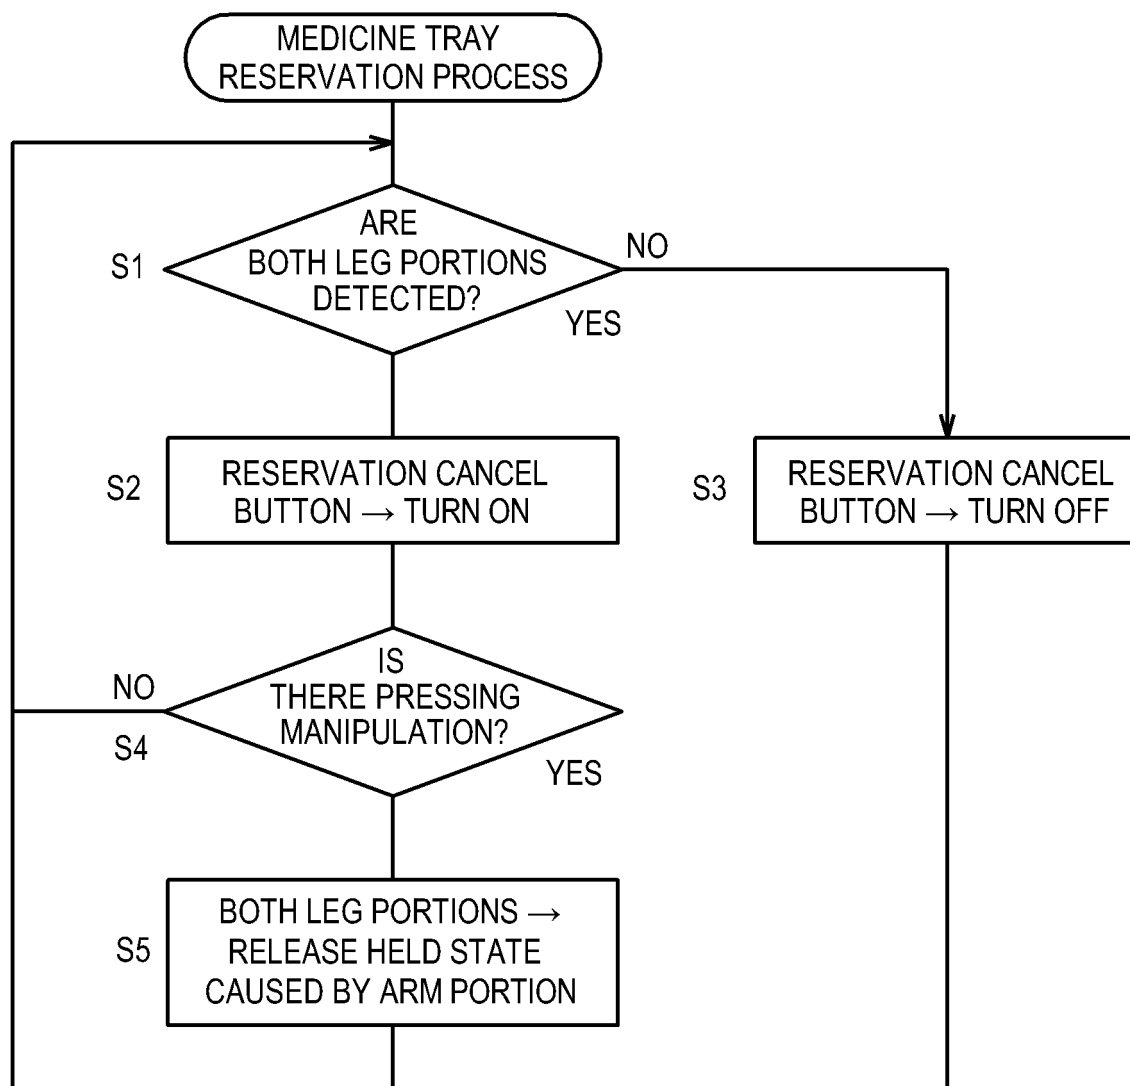 MEDICINE TRAY
RESERVATION PROCESS
ARE
BOTH LEG PORTIONS
DETECTED?
S1
NO
YES
RESERVATION CANCEL
BUTTON → TURN ON
S2
RESERVATION CANCEL
BUTTON → TURN OFF
S3
IS
THERE PRESSING
MANIPULATION?
NO
S4
YES
BOTH LEG PORTIONS →
RELEASE HELD STATE
CAUSED BY ARM PORTION
S5